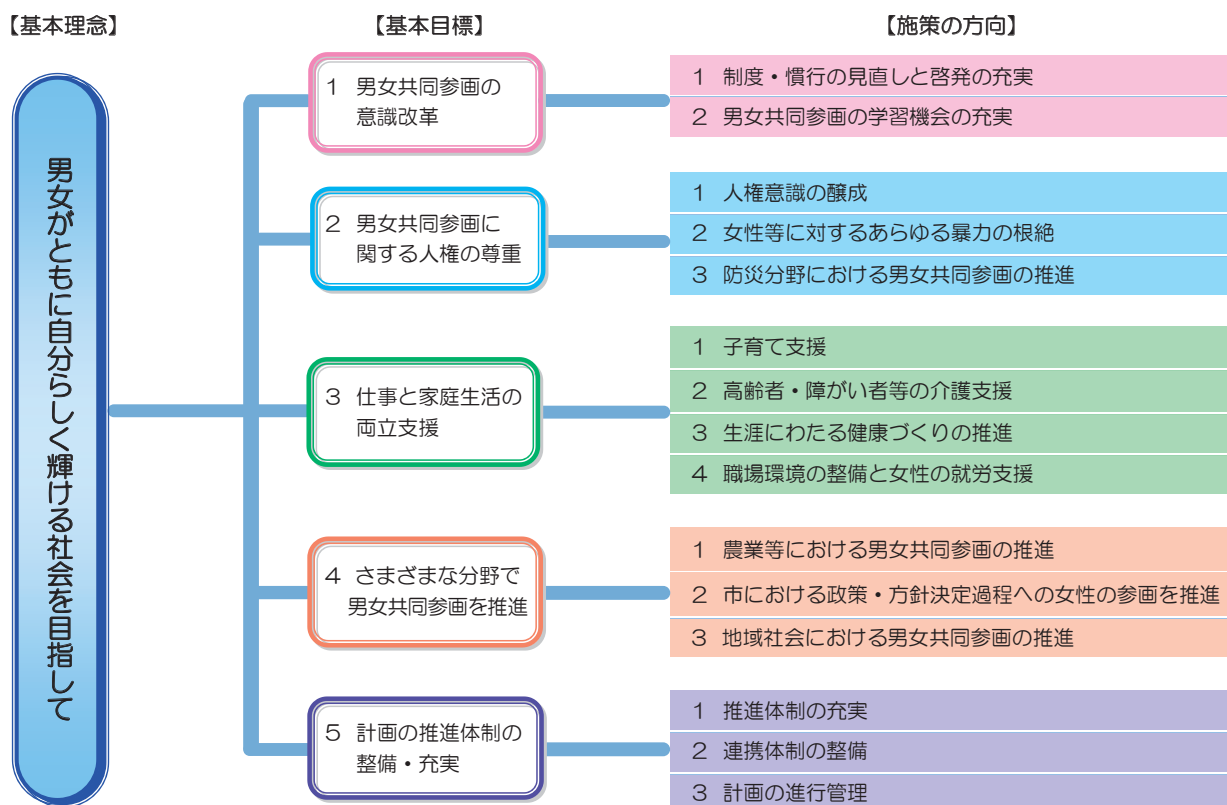 【基本理念】
【基本目標】
【施策の方向】
男女がともに自分らしく輝ける社会を目指して
1 男女共同参画の
意識改革
1 制度・慣行の見直しと啓発の充実
2 男女共同参画の学習機会の充実
2 男女共同参画に
関する人権の尊重
1 人権意識の醸成
2 女性等に対するあらゆる暴力の根絶
3 防災分野における男女共同参画の推進
3 仕事と家庭生活の
両立支援
1 子育て支援
2 高齢者・障がい者等の介護支援
3 生涯にわたる健康づくりの推進
4 職場環境の整備と女性の就労支援
4 さまざまな分野で
男女共同参画を推進
1 農業等における男女共同参画の推進
2 市における政策・方針決定過程への女性の参画を推進
3 地域社会における男女共同参画の推進
5 計画の推進体制の
整備・充実
1 推進体制の充実
2 連携体制の整備
3 計画の進行管理